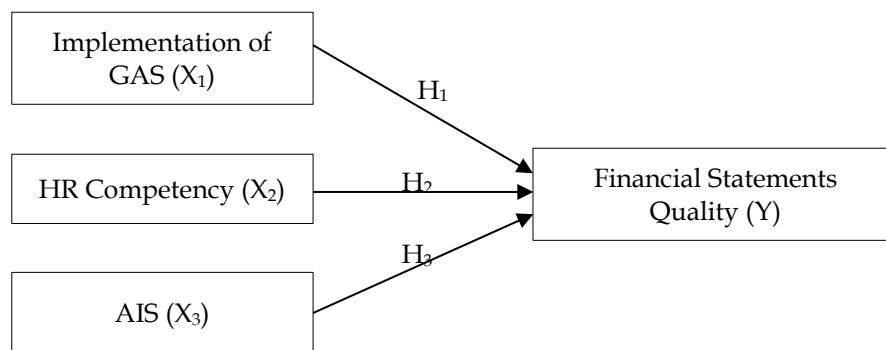 Implementation of
GAS (X₁)
H₁
HR Competency (X₂)
H₂
Financial Statements
Quality (Y)
H₃
AIS (X₃)